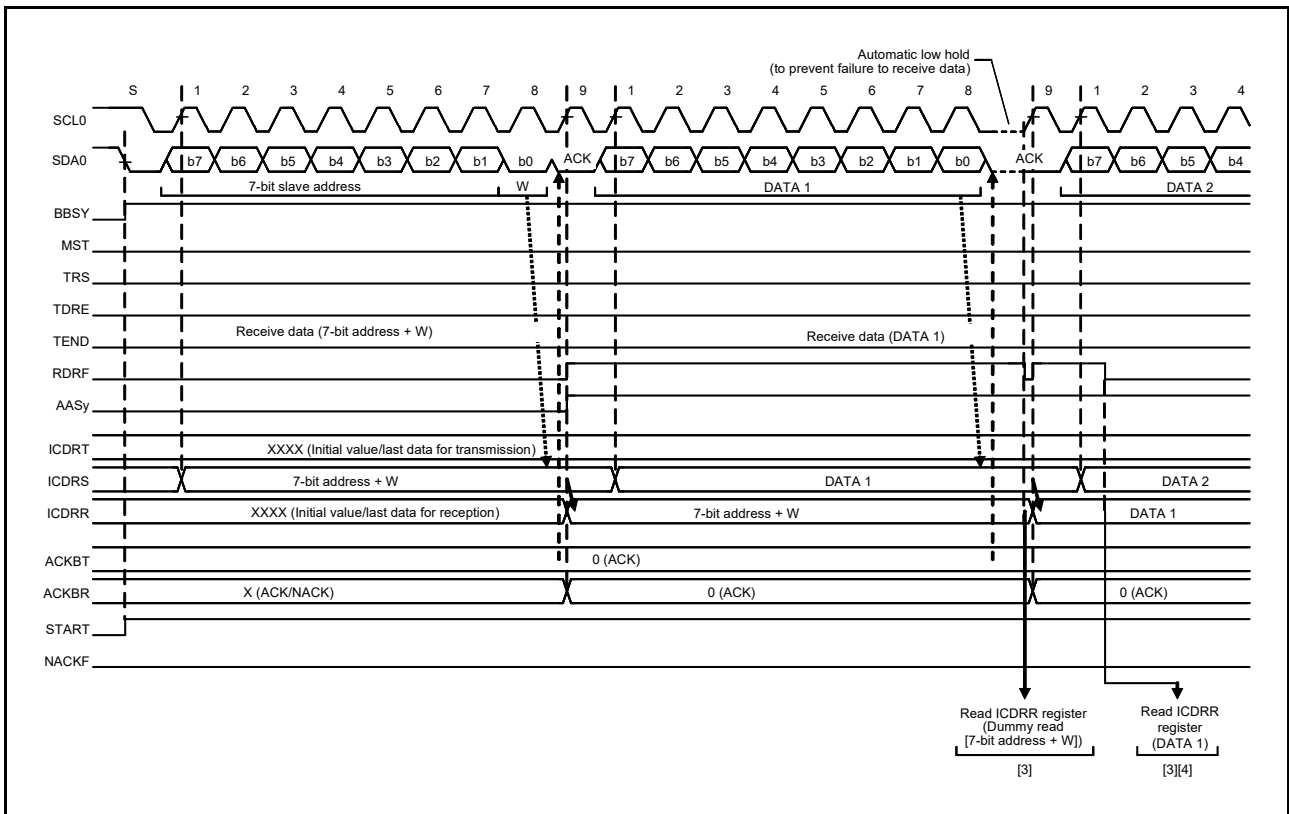 Automatic low hold
(to prevent failure to receive data)
S 1 2 3 4 5 6 7 8 9 1 2 3 4 5 6 7 8 9 1 2 3 4
SCL0
SDA0 b7 b6 b5 b4 b3 b2 b1 b0 ACK b7 b6 b5 b4 b3 b2 b1 b0 ACK b7 b6 b5 b4
7-bit slave address W DATA 1 DATA 2
BBSY
MST
TRS
TDRE
Receive data (7-bit address + W) Receive data (DATA 1)
TEND
RDRF
AASy
ICDRT XXXX (Initial value/last data for transmission)
ICDRS 7-bit address + W DATA 1 DATA 2
ICDRR XXXX (Initial value/last data for reception) 7-bit address + W DATA 1
ACKBT 0 (ACK)
ACKBR X (ACK/NACK) 0 (ACK) 0 (ACK)
START
NACKF
Read ICDRR register
(Dummy read
[7-bit address + W])
[3]
Read ICDRR
register
(DATA 1)
[3][4]